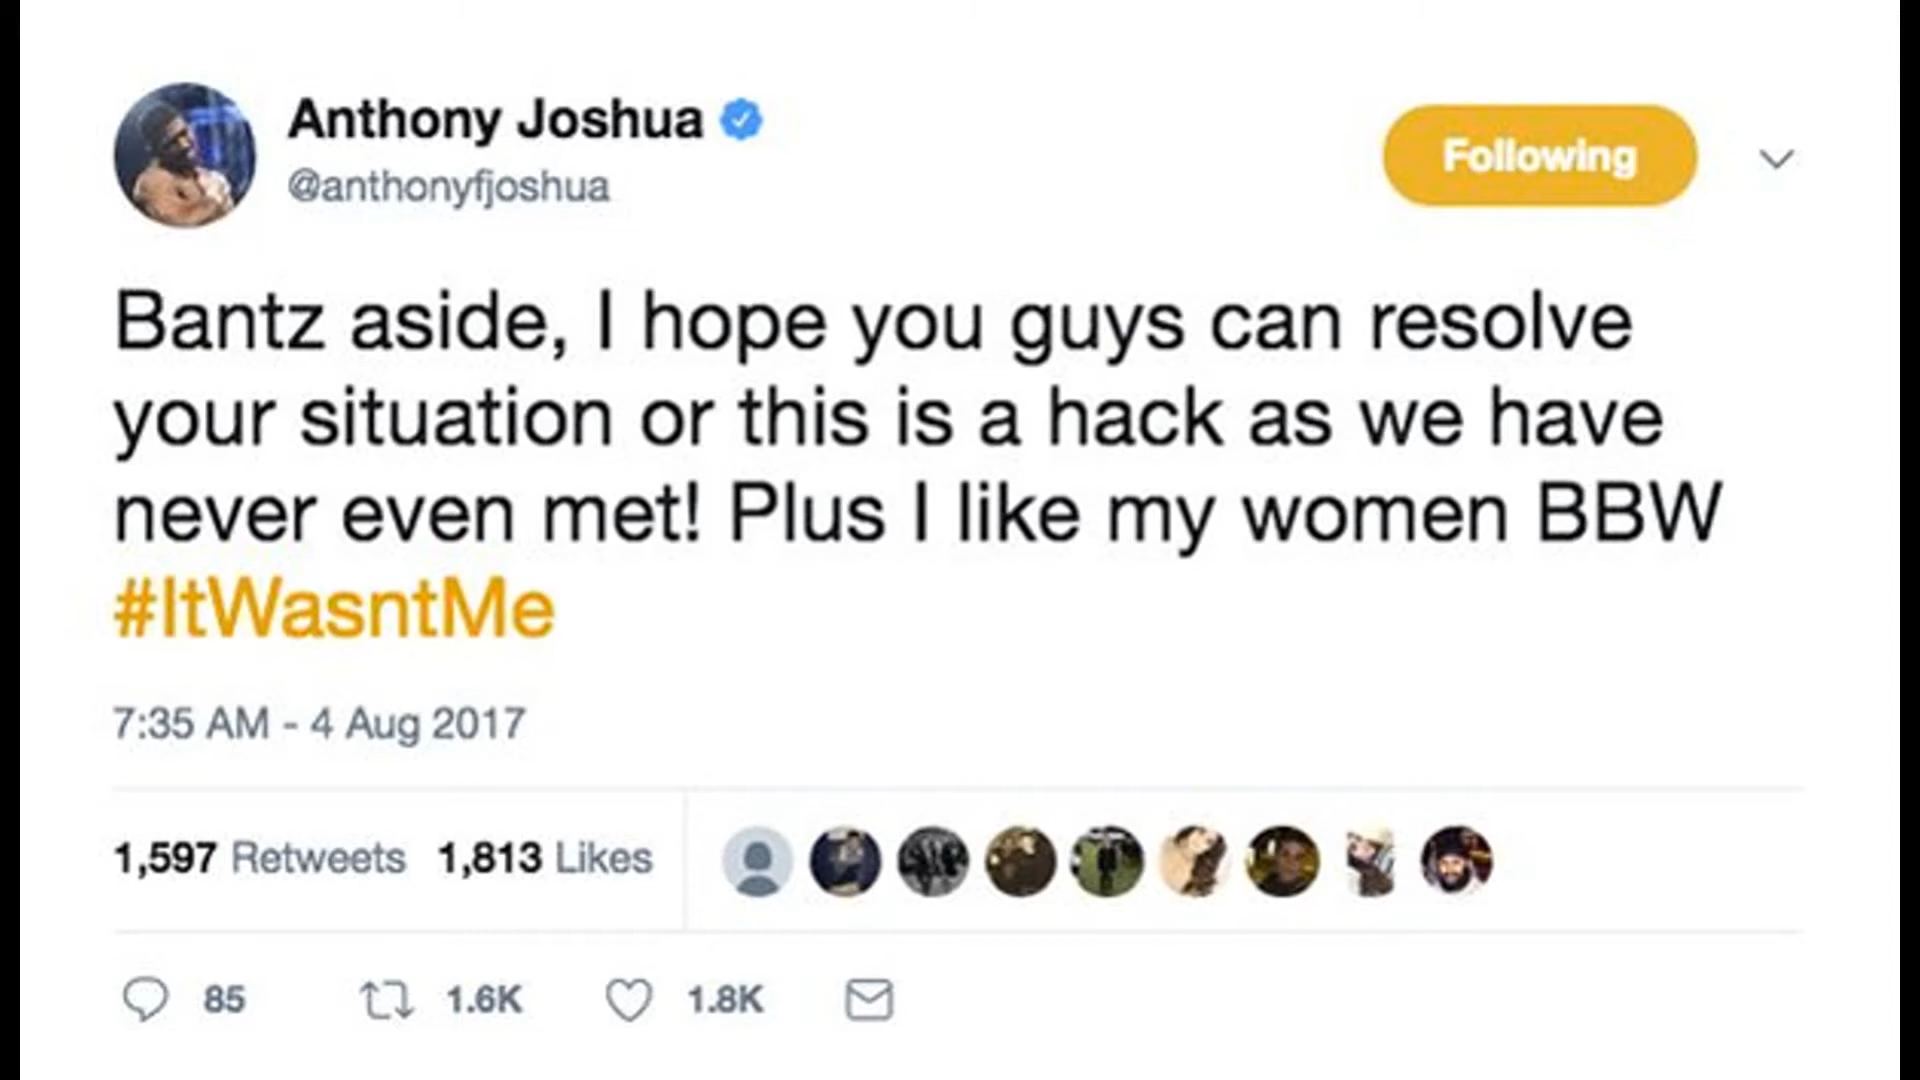 Anthony Joshua
@anthonyfjoshua
Following
Bantz aside, I hope you guys can resolve
your situation or this is a hack as we have
never even met! Plus I like my women BBW
#ItWasntMe
7:35 AM - 4 Aug 2017
1,597 Retweets 1,813 Likes
85 1.6K 1.8K